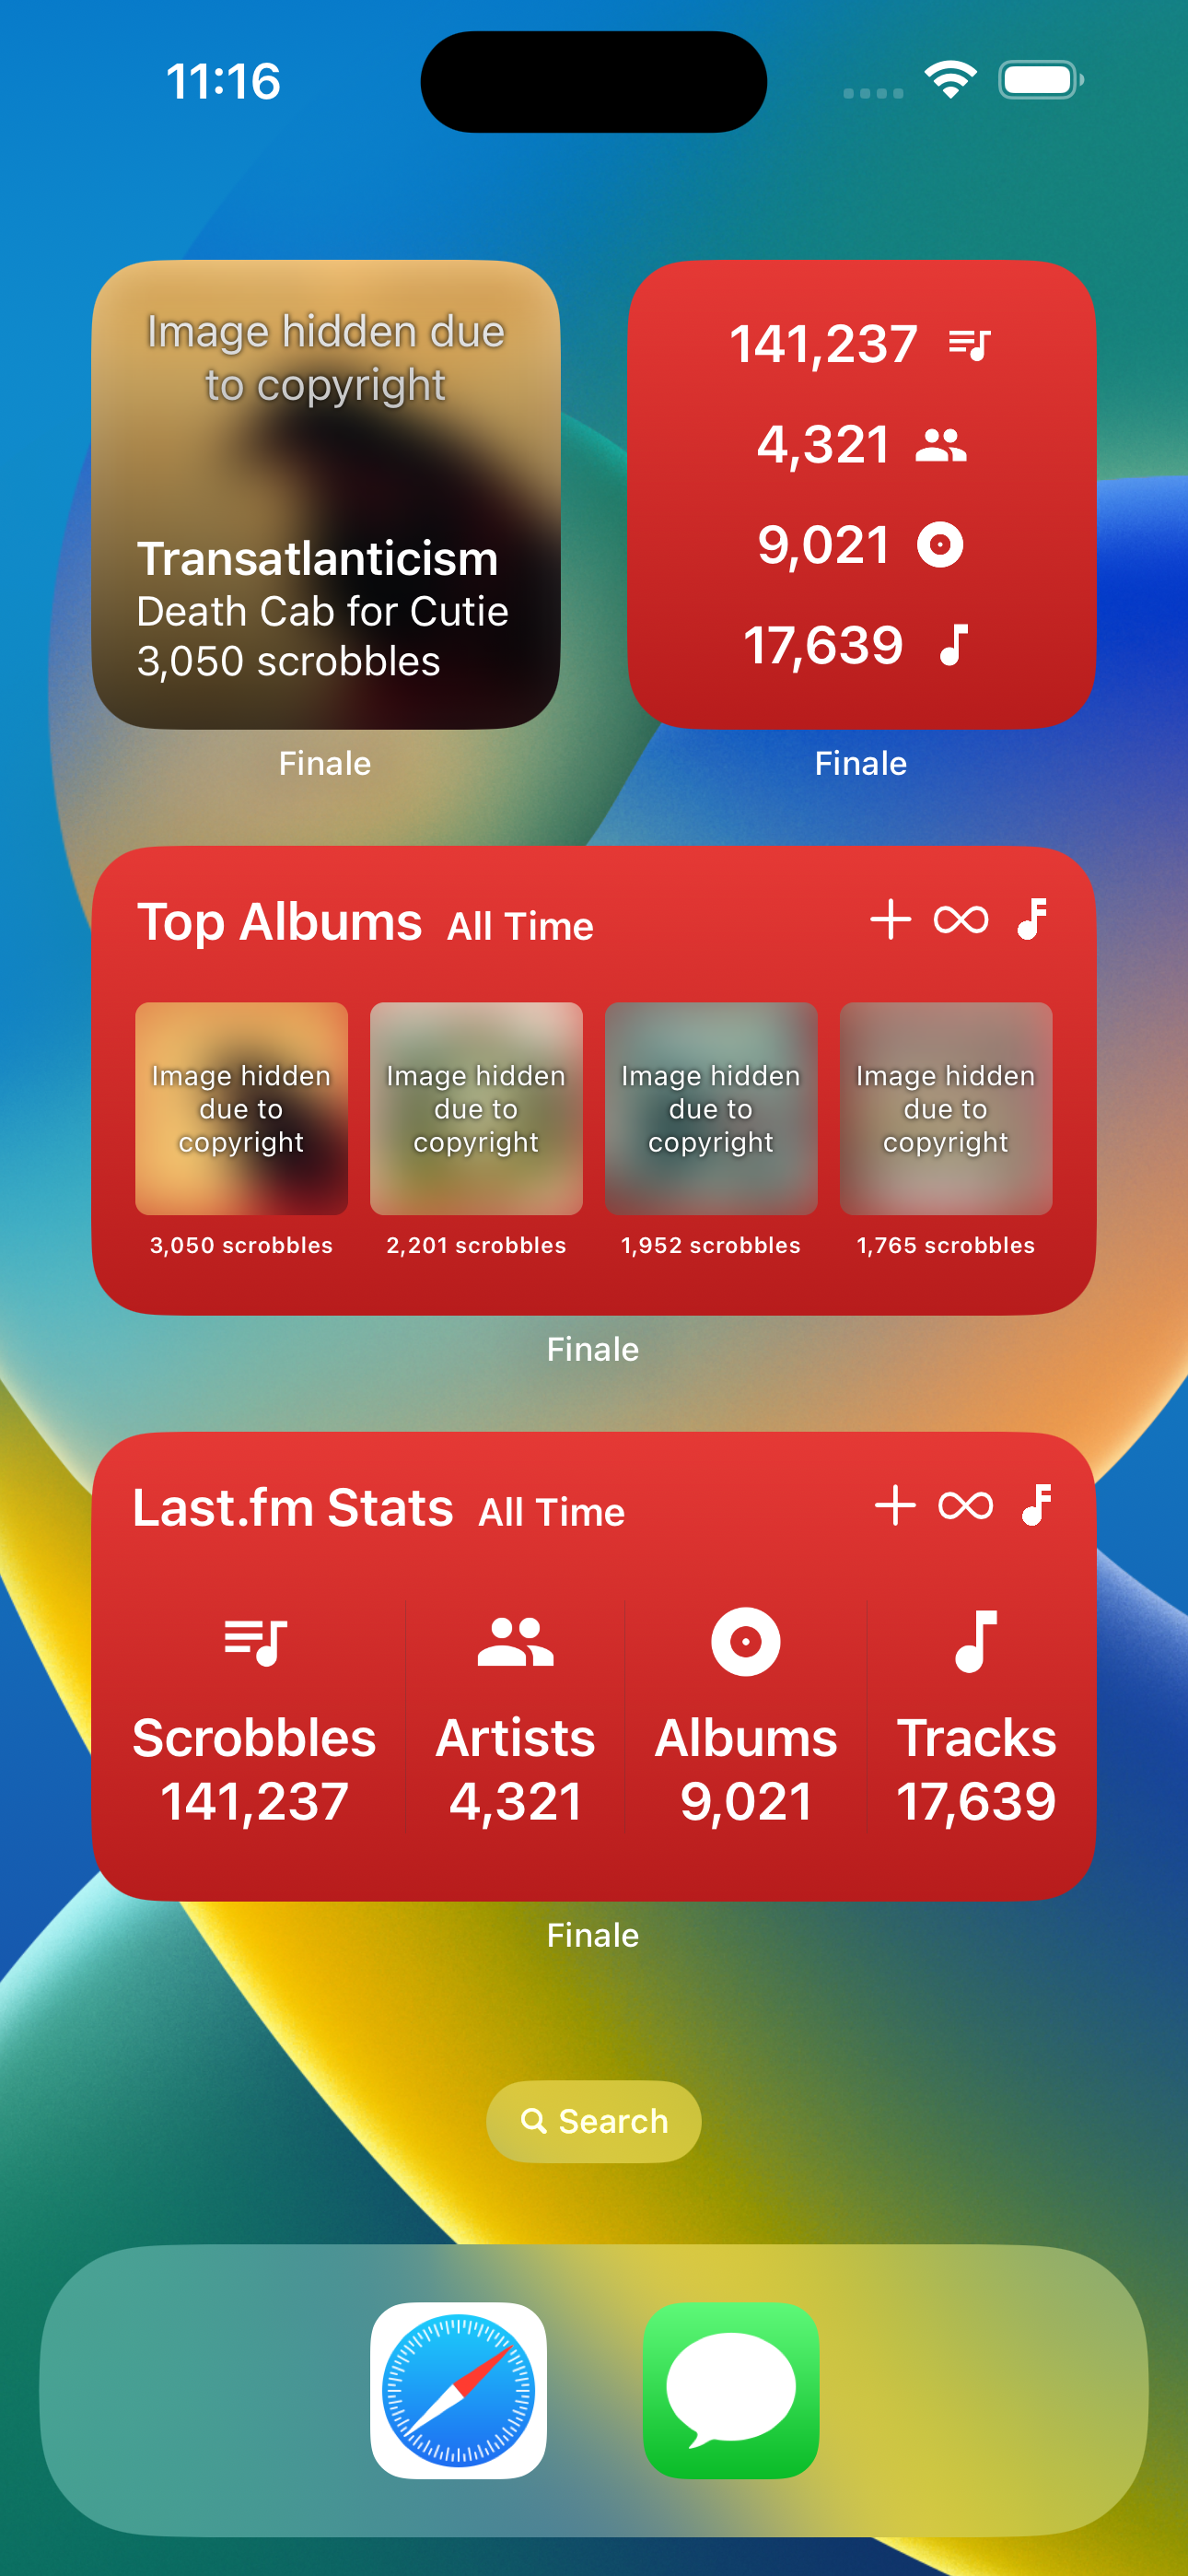 11:16
Image hidden due
to copyright
Transatlanticism
Death Cab for Cutie
3,050 scrobbles
Finale
141,237
4,321
9,021
17,639
Finale
Top Albums All Time
Image hidden
due to
copyright
3,050 scrobbles
Image hidden
due to
copyright
2,201 scrobbles
Image hidden
due to
copyright
1,952 scrobbles
Image hidden
due to
copyright
1,765 scrobbles
Finale
Last.fm Stats All Time
Scrobbles
141,237
Artists
4,321
Albums
9,021
Tracks
17,639
Finale
Search